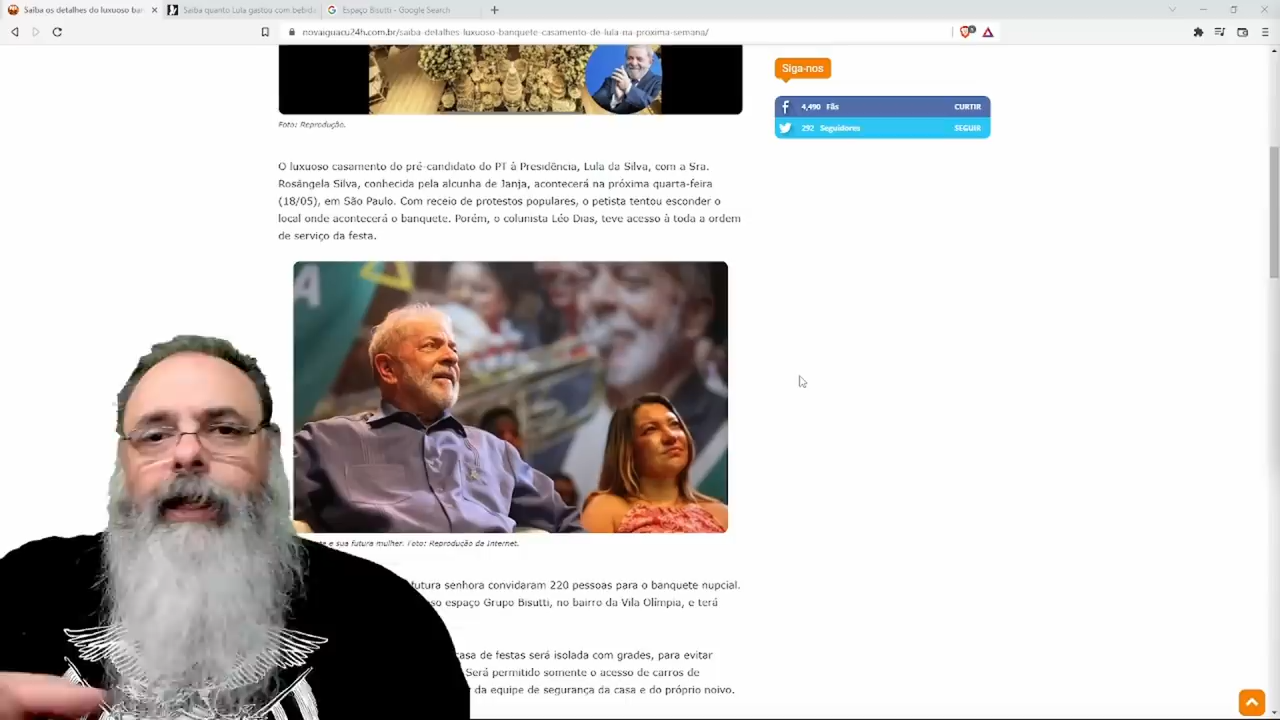 Saiba os detalhes do luxuoso ban
Saiba quanto Lula gastou com bebida
Espaço Bisutti - Google Search
novaiguacu24h.com.br/saiba-detalhes-luxuoso-banquete-casamento-de-lula-na-proxima-semana/
Siga-nos
4,490 Fãs CURTIR
292 Seguidores SEGUIR
Foto: Reprodução.
O luxuoso casamento do pré-candidato do PT à Presidência, Lula da Silva, com a Sra.
Rosângela Silva, conhecida pela alcunha de Janja, acontecerá na próxima quarta-feira
(18/05), em São Paulo. Com receio de protestos populares, o petista tentou esconder o
local onde acontecerá o banquete. Porém, o colunista Léo Dias, teve acesso à toda a ordem
de serviço da festa.
e sua futura mulher. Foto: Reprodução da Internet.
futura senhora convidaram 220 pessoas para o banquete nupcial.
espaço Grupo Bisutti, no bairro da Vila Olímpia, e terá
casa de festas será isolada com grades, para evitar
Será permitido somente o acesso de carros de
da equipe de segurança da casa e do próprio noivo.